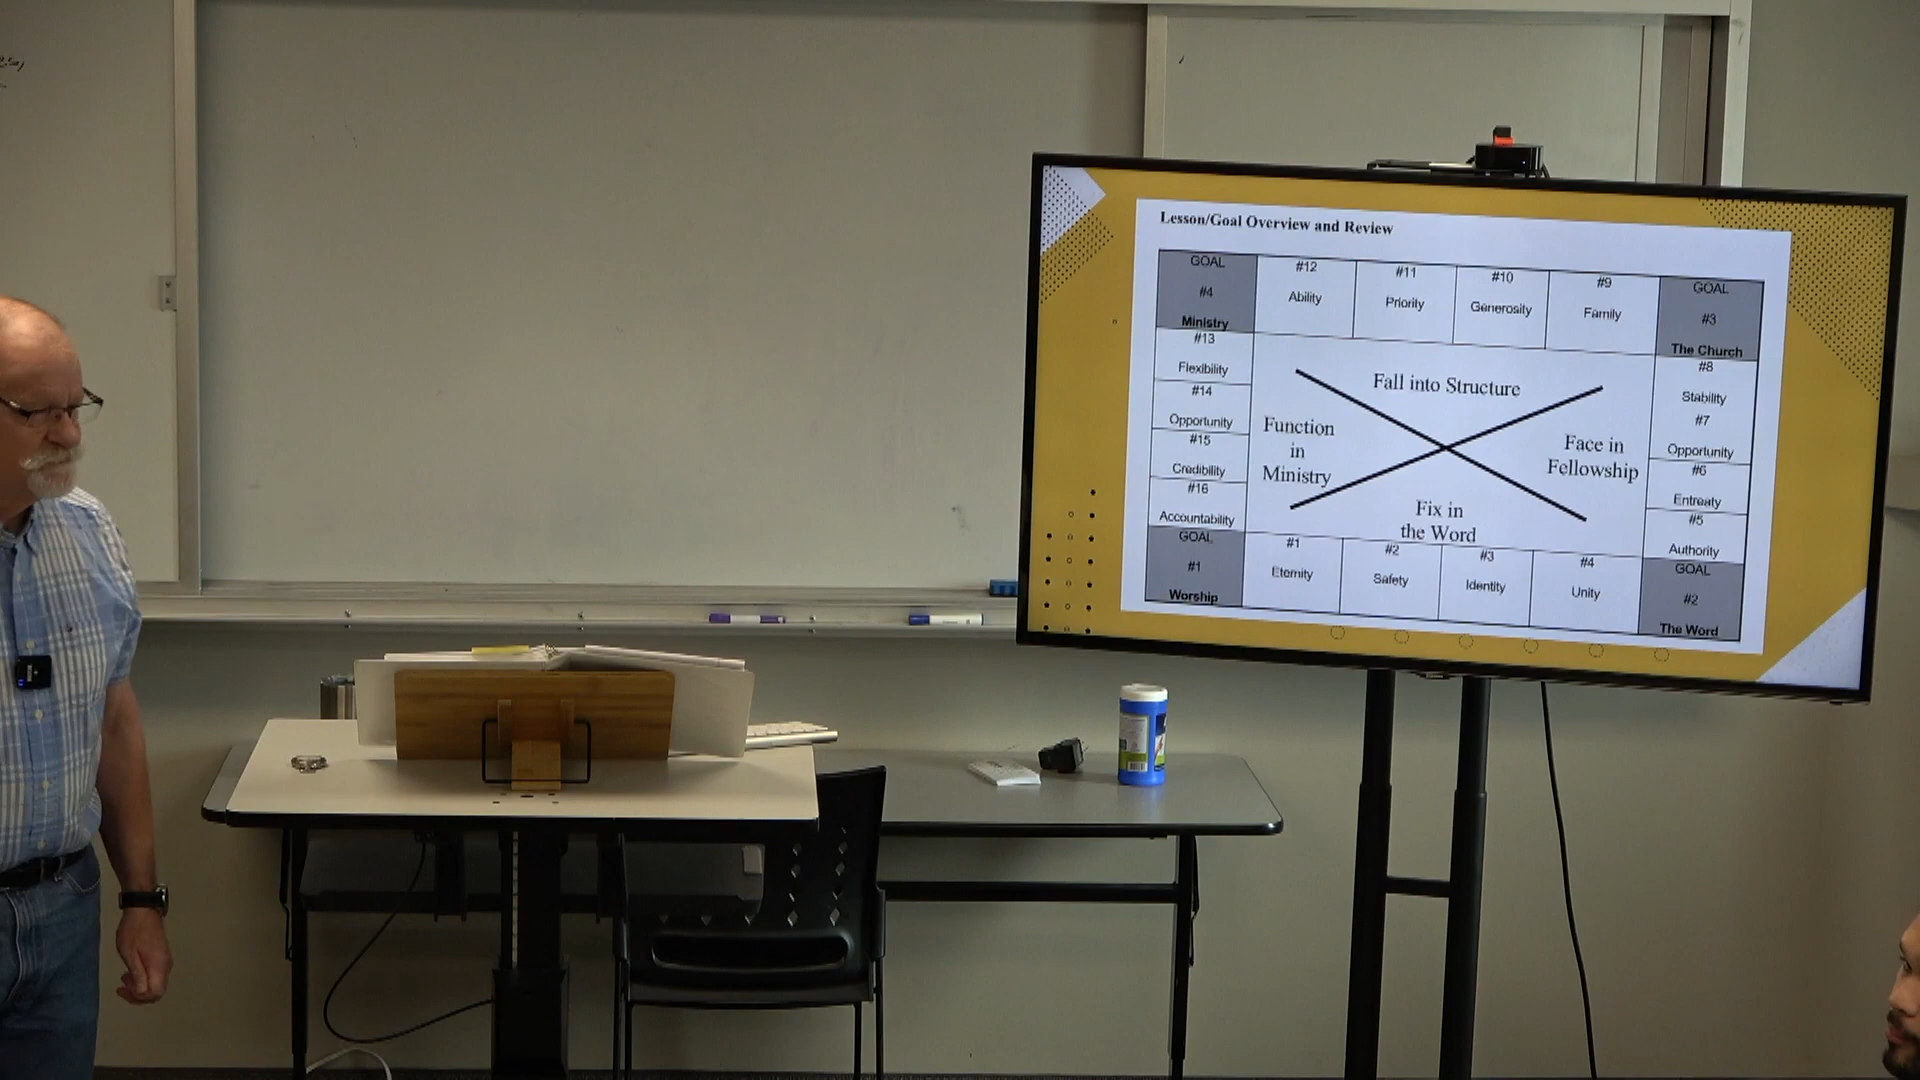 Lesson/Goal Overview and Review
GOAL
#4
Ministry
#12
Ability
#11
Priority
#10
Generosity
#9
Family
GOAL
#3
The Church
#13
Flexibility
#14
Opportunity
#15
Credibility
#16
Accountability
Fall into Structure
Function
in
Ministry
Face in
Fellowship
Fix in
the Word
#8
Stability
#7
Opportunity
#6
Entreaty
#5
Authority
GOAL
#1
Worship
#1
Eternity
#2
Safety
#3
Identity
#4
Unity
GOAL
#2
The Word